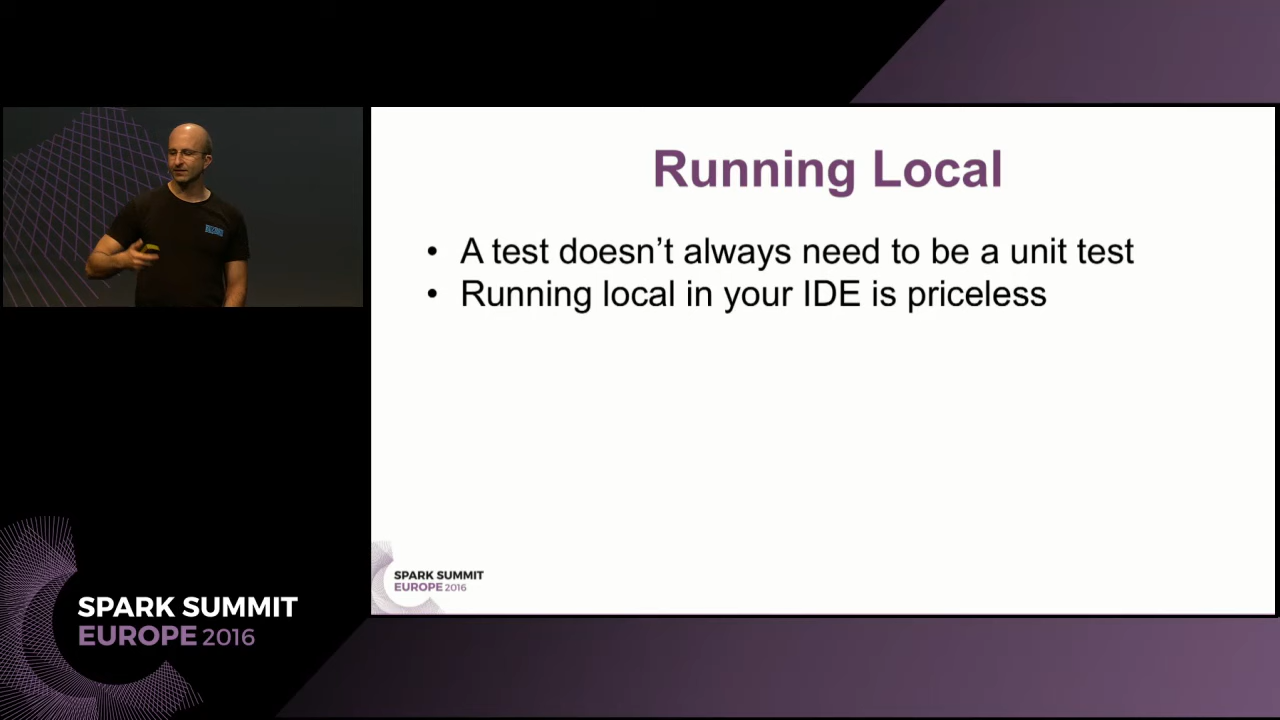 Running Local
• A test doesn’t always need to be a unit test
• Running local in your IDE is priceless
SPARK SUMMIT
EUROPE 2016
SPARK SUMMIT
EUROPE 2016